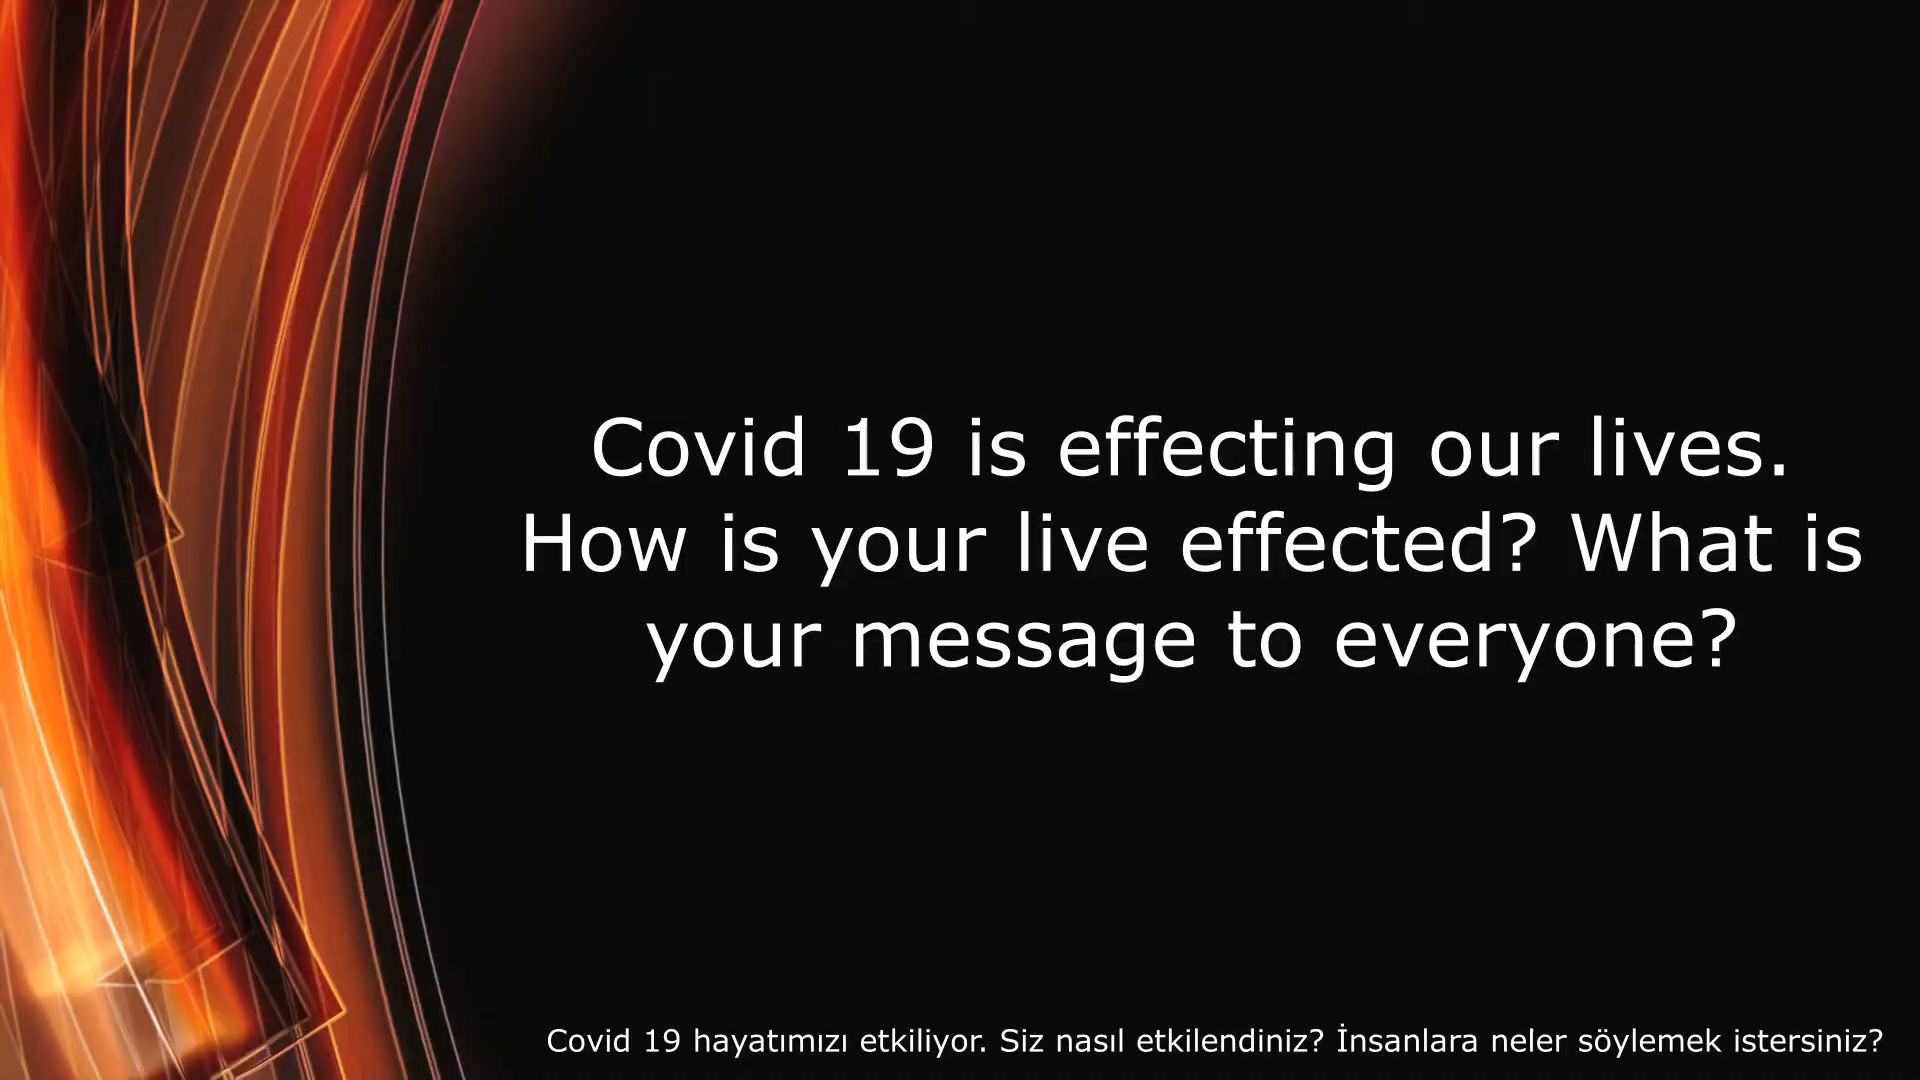 Covid 19 is effecting our lives.
How is your live effected? What is
your message to everyone?
Covid 19 hayatımızı etkiliyor. Siz nasıl etkilendiniz? İnsanlara neler söylemek istersiniz?